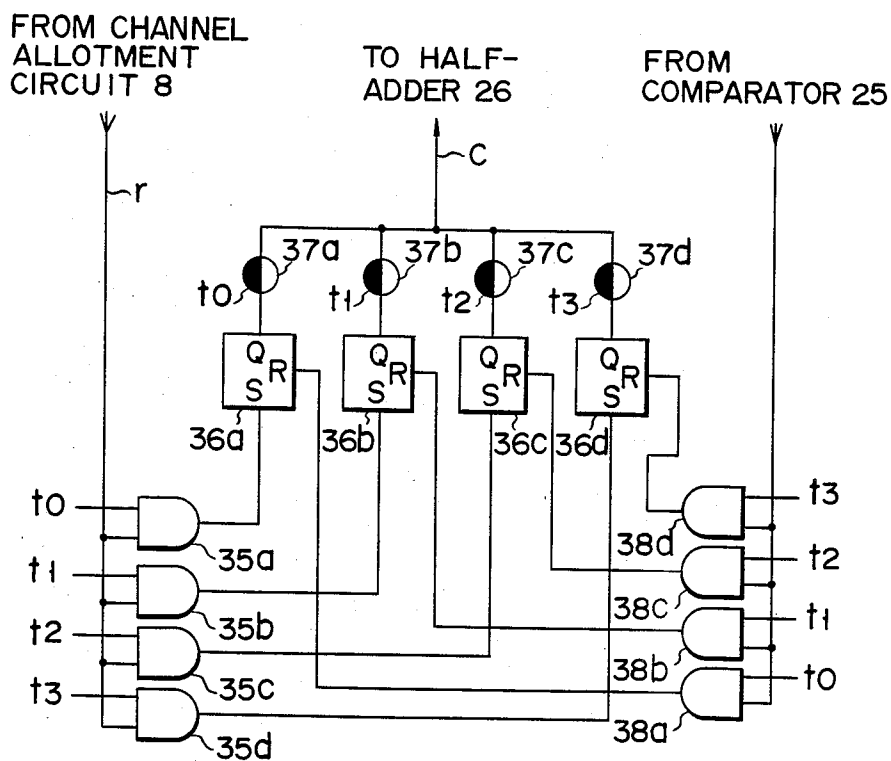 FROM CHANNEL
ALLOTMENT
CIRCUIT 8
TO HALF-
ADDER 26
FROM
COMPARATOR 25
r
C
37a
37b
37c
37d
t0
t1
t2
t3
Q
R
S
Q
R
S
Q
R
S
Q
R
S
36a
36b
36c
36d
t0
35a
t1
35b
t2
35c
t3
35d
t3
38d
t2
38c
t1
38b
t0
38a